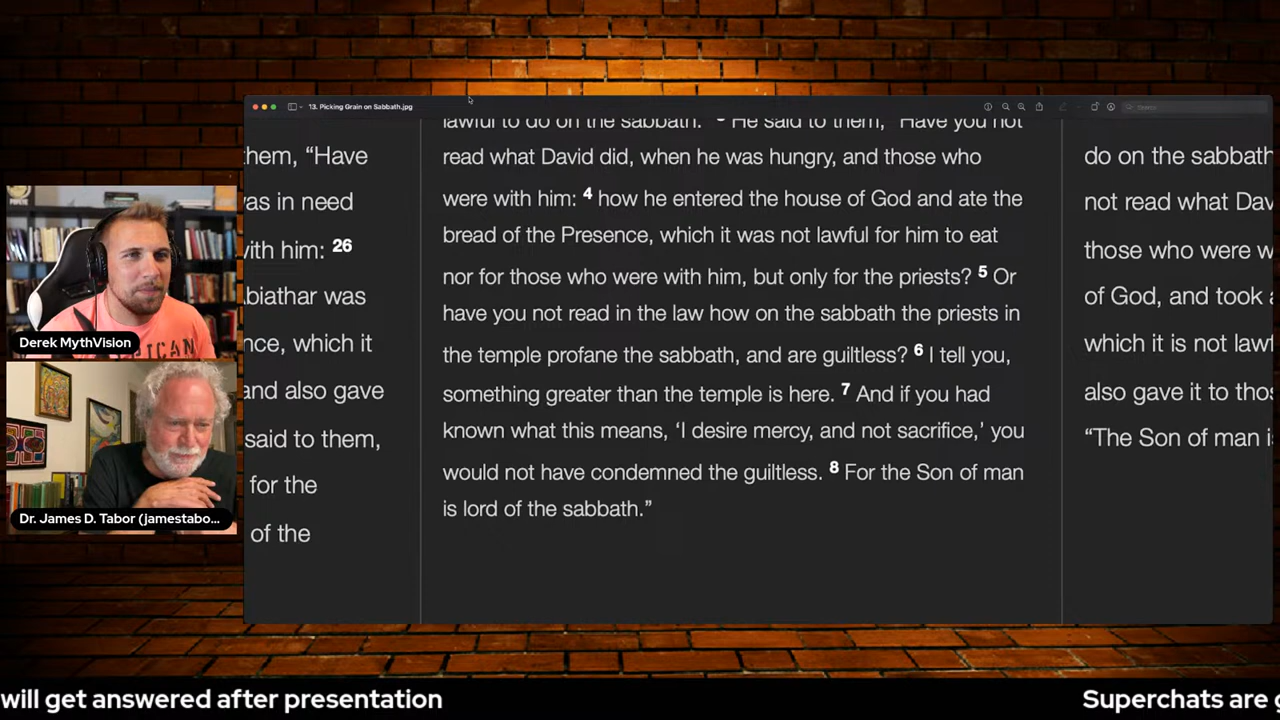 13. Picking Grain on Sabbath.jpg
them, “Have
was in need
with him: 26
biathar was
nce, which it
and also gave
said to them,
for the
of the
lawful to do on the sabbath. He said to them, “Have you not
read what David did, when he was hungry, and those who
were with him: 4 how he entered the house of God and ate the
bread of the Presence, which it was not lawful for him to eat
nor for those who were with him, but only for the priests? 5 Or
have you not read in the law how on the sabbath the priests in
the temple profane the sabbath, and are guiltless? 6 I tell you,
something greater than the temple is here. 7 And if you had
known what this means, ‘I desire mercy, and not sacrifice,’ you
would not have condemned the guiltless. 8 For the Son of man
is lord of the sabbath.”
do on the sabbath
not read what Dav
those who were w
of God, and took
which it is not lawf
also gave it to thos
“The Son of man i
Derek MythVision
Dr. James D. Tabor (jamestabo...
will get answered after presentation
Superchats are g